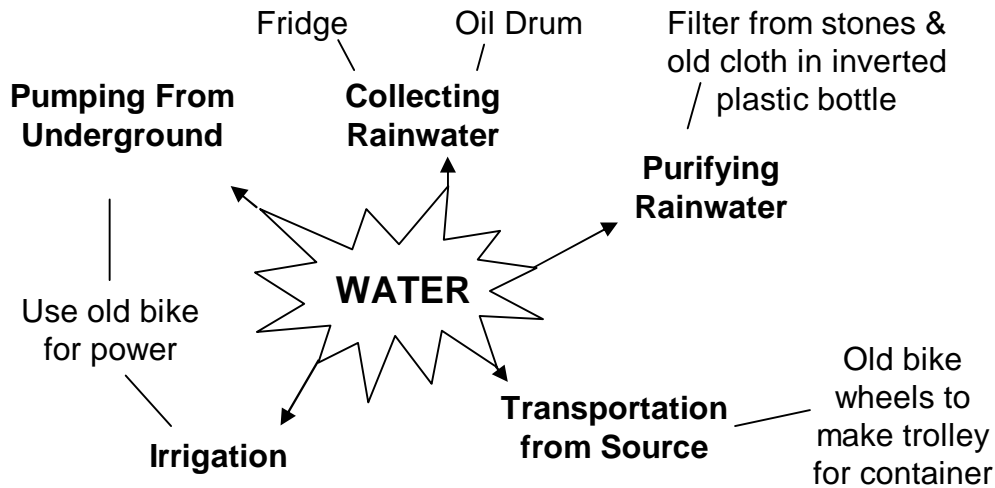 Fridge
Oil Drum
Filter from stones &
old cloth in inverted
plastic bottle
Pumping From
Underground
Collecting
Rainwater
Purifying
Rainwater
WATER
Use old bike
for power
Irrigation
Transportation
from Source
Old bike
wheels to
make trolley
for container